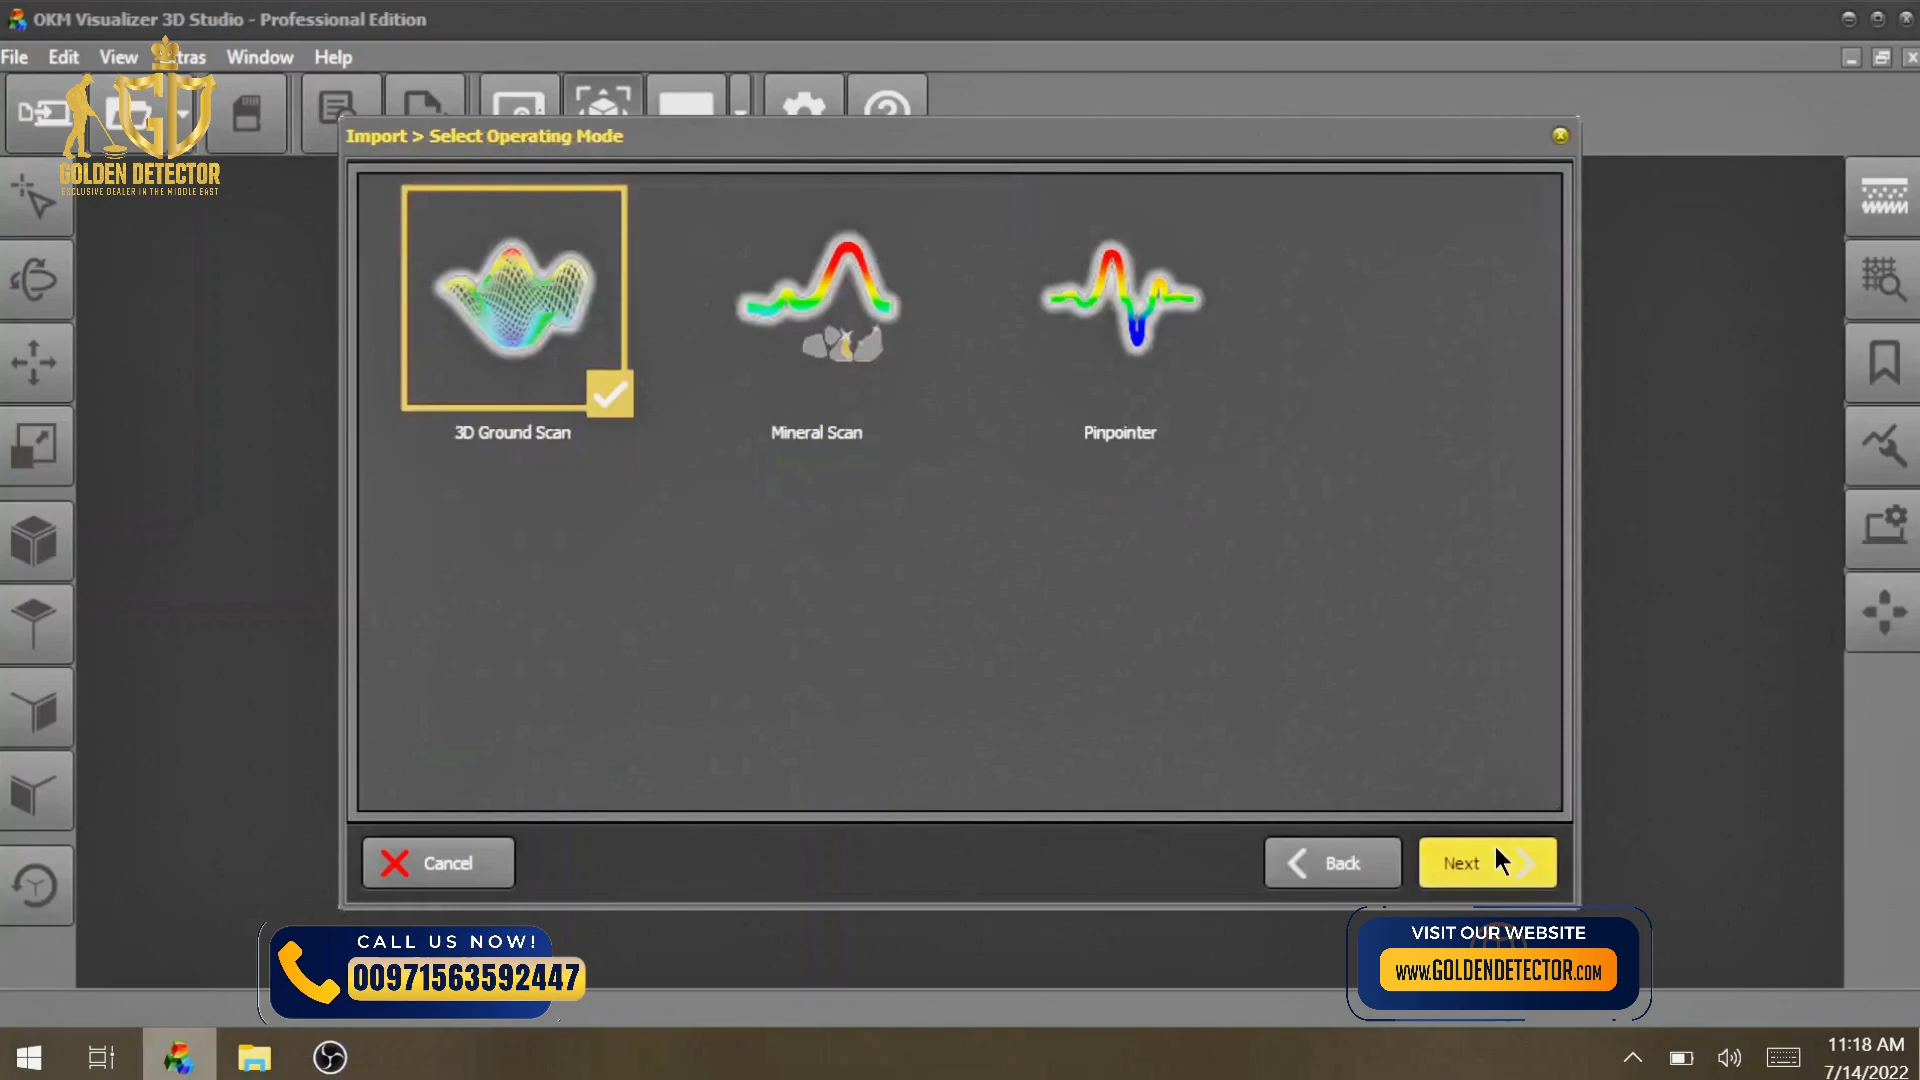 OKM Visualizer 3D Studio - Professional Edition
File Edit View Extras Window Help
GD
GOLDEN DETECTOR
EXCLUSIVE DEALER IN THE MIDDLE EAST
Import > Select Operating Mode
3D Ground Scan
Mineral Scan
Pinpointer
Cancel
Back
Next
CALL US NOW!
00971563592447
VISIT OUR WEBSITE
WWW.GOLDENDETECTOR.COM
11:18 AM
7/14/2022